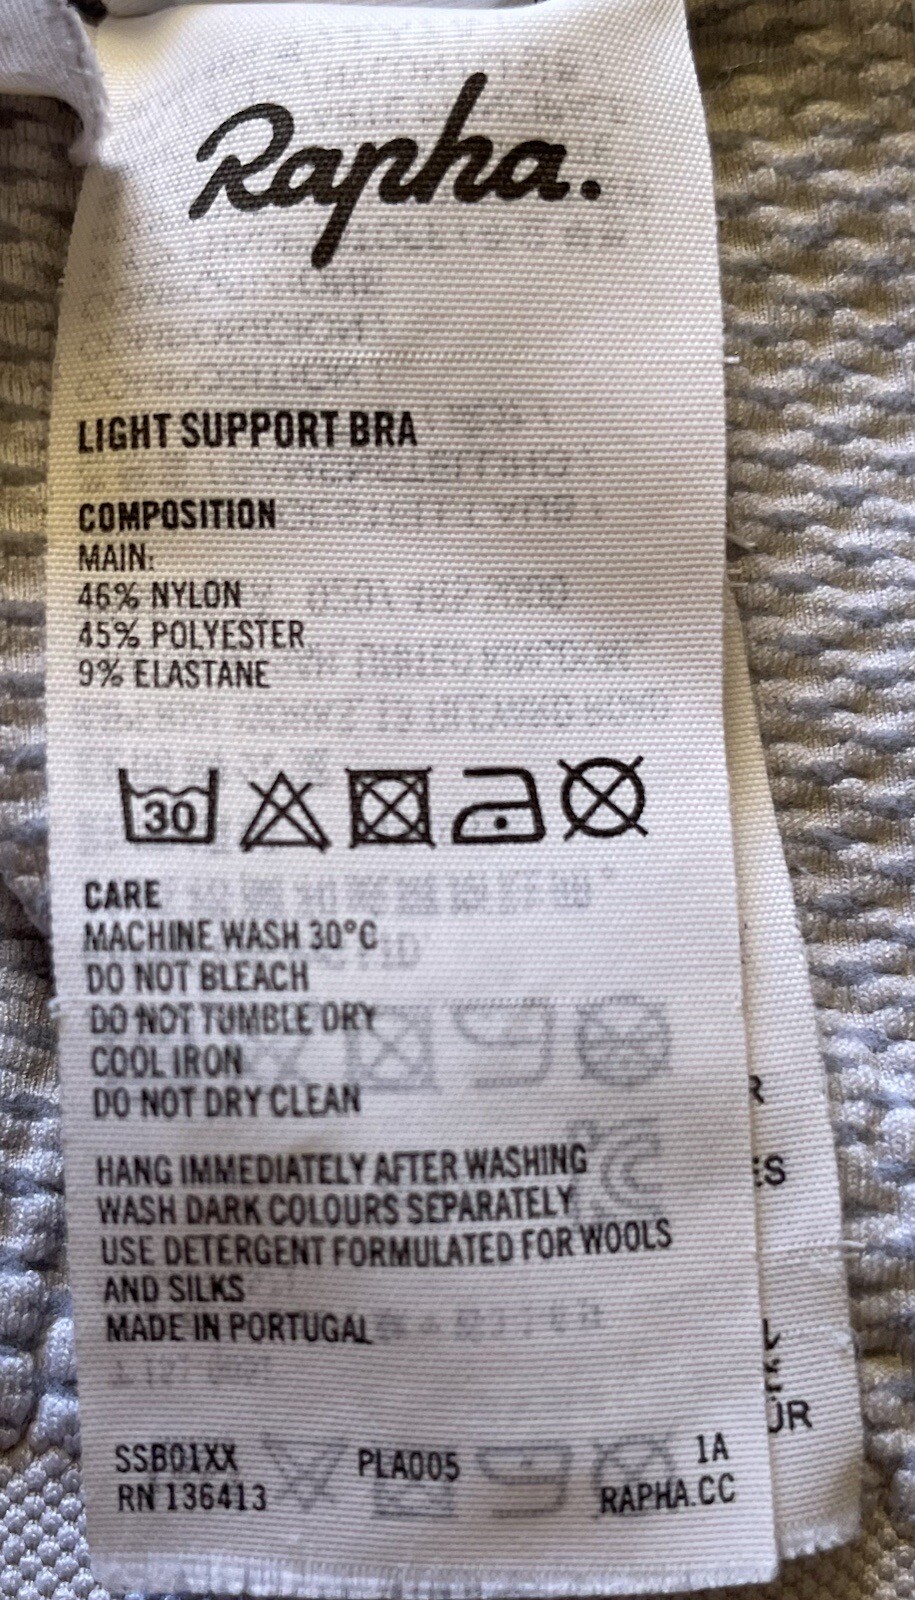 Rapha.
LIGHT SUPPORT BRA
COMPOSITION
MAIN:
46% NYLON
45% POLYESTER
9% ELASTANE
30
CARE
MACHINE WASH 30°C
DO NOT BLEACH
DO NOT TUMBLE DRY
COOL IRON
DO NOT DRY CLEAN
HANG IMMEDIATELY AFTER WASHING
WASH DARK COLOURS SEPARATELY
USE DETERGENT FORMULATED FOR WOOLS
AND SILKS
MADE IN PORTUGAL
SSB01XX PLA005 1A
RN 136413 RAPHA.CC